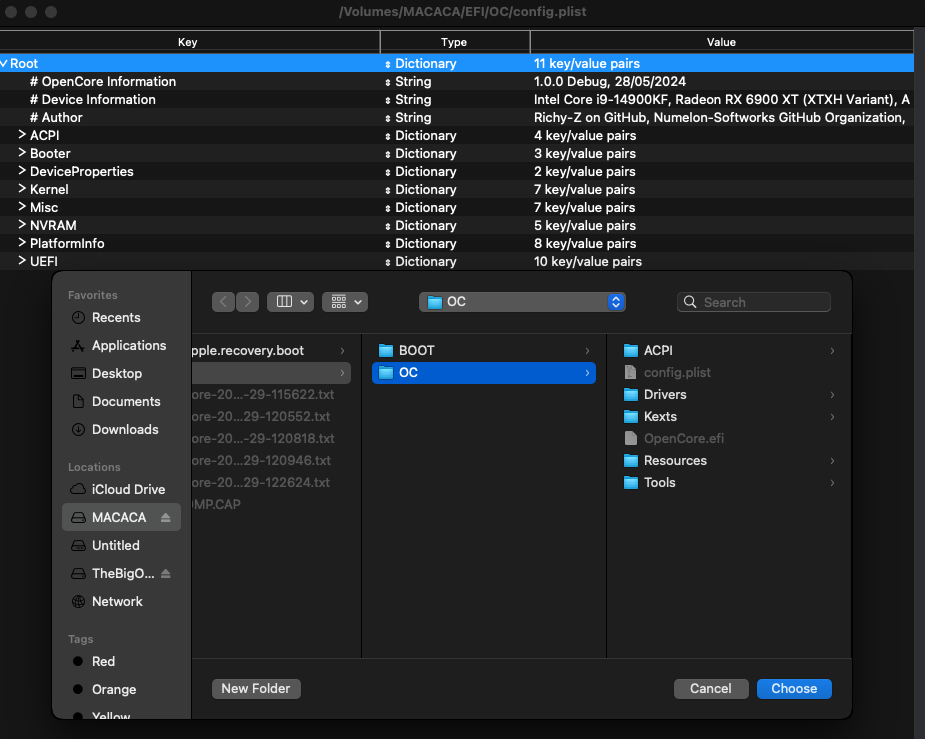 /Volumes/MACACA/EFI/OC/config.plist
Key Type Value
Root Dictionary 11 key/value pairs
# OpenCore Information String 1.0.0 Debug, 28/05/2024
# Device Information String Intel Core i9-14900KF, Radeon RX 6900 XT (XTXH Variant), A
# Author String Richy-Z on GitHub, Numelon-Softworks GitHub Organization,
ACPI Dictionary 4 key/value pairs
Booter Dictionary 3 key/value pairs
DeviceProperties Dictionary 2 key/value pairs
Kernel Dictionary 7 key/value pairs
Misc Dictionary 7 key/value pairs
NVRAM Dictionary 5 key/value pairs
PlatformInfo Dictionary 8 key/value pairs
UEFI Dictionary 10 key/value pairs
Favorites
Recents
Applications
Desktop
Documents
Downloads
Locations
iCloud Drive
MACACA
Untitled
TheBigO...
Network
Tags
Red
Orange
Yellow
OC
Search
pple.recovery.boot
ore-20...-29-115622.txt
ore-20...29-120552.txt
ore-20...-29-120818.txt
ore-20...29-120946.txt
ore-20...29-122624.txt
OMP.CAP
BOOT
OC
ACPI
config.plist
Drivers
Kexts
OpenCore.efi
Resources
Tools
New Folder
Cancel
Choose